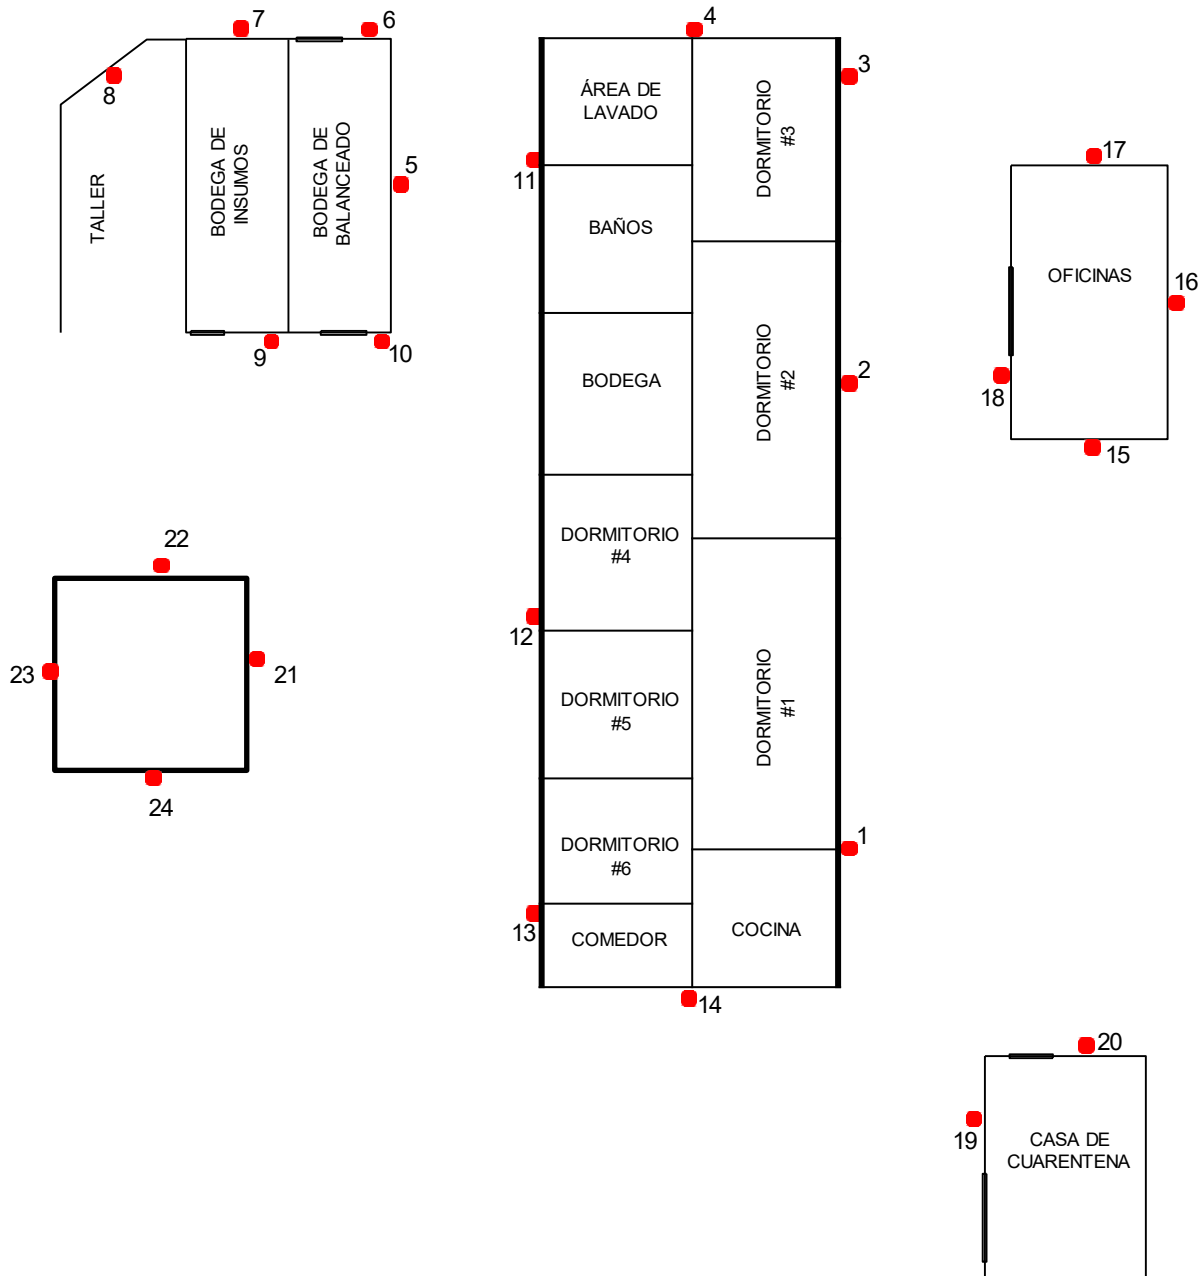 7
6
8
TALLER
BODEGA DE
INSUMOS
BODEGA DE
BALANCEADO
5
9
10
4
3
ÁREA DE
LAVADO
DORMITORIO
#3
11
BAÑOS
BODEGA
DORMITORIO
#2
2
DORMITORIO
#4
12
DORMITORIO
#5
DORMITORIO
#1
DORMITORIO
#6
1
13
COMEDOR
COCINA
14
17
OFICINAS
16
18
15
22
23
21
24
20
19
CASA DE
CUARENTENA